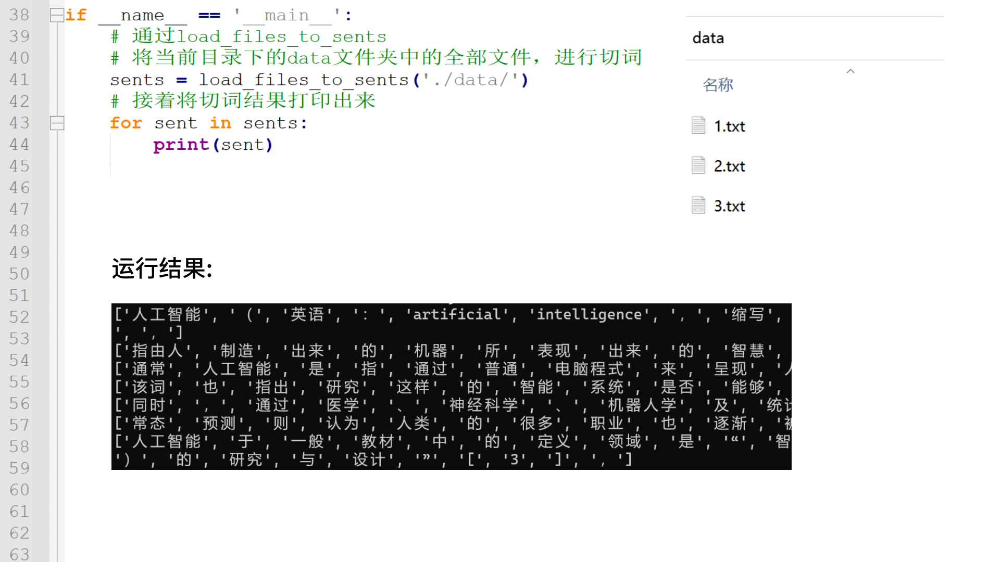 38 if __name__ == '__main__':
39 # 通过load_files_to_sents
40 # 将当前目录下的data文件夹中的全部文件，进行切词
41 sents = load_files_to_sents('./data/')
42 # 接着将切词结果打印出来
43 for sent in sents:
44 print(sent)
45
46
47
48
49
50
51
52
53
54
55
56
57
58
59
60
61
62
63
data
名称
1.txt
2.txt
3.txt
运行结果:
['人工智能', '（', '英语', '：', 'artificial', 'intelligence', '，', '缩写',
', '，']
['指由人', '制造', '出来', '的', '机器', '所', '表现', '出来', '的', '智慧',
['通常', '人工智能', '是', '指', '通过', '普通', '电脑程式', '来', '呈现', '人
['该词', '也', '指出', '研究', '这样', '的', '智能', '系统', '是否', '能够',
['同时', '，', '通过', '医学', '、', '神经科学', '、', '机器人学', '及', '统计
['常态', '预测', '则', '认为', '人类', '的', '很多', '职业', '也', '逐渐', '被
['人工智能', '于', '一般', '教材', '中', '的', '定义', '领域', '是', '“', '智
'）', '的', '研究', '与', '设计', '”', '[', '3', ']', '，']